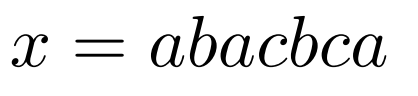 x = abacbca